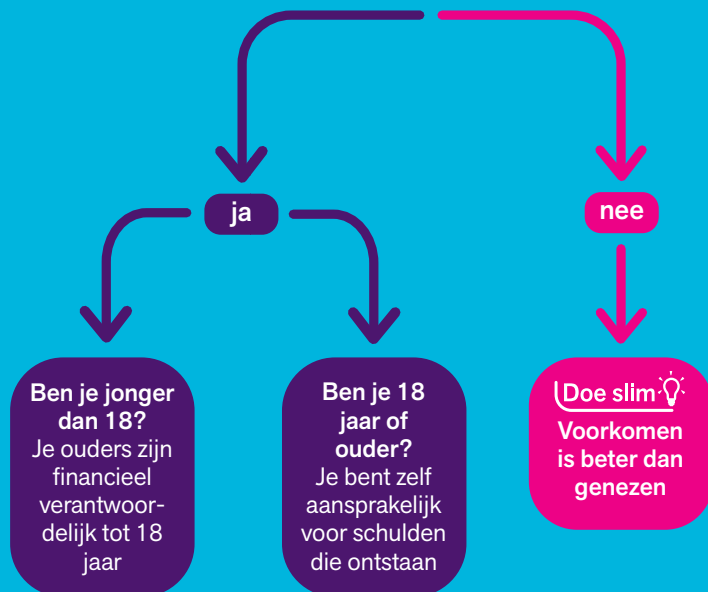 ja
nee
Ben je jonger
dan 18?
Je ouders zijn
financieel
verantwoor-
delijk tot 18
jaar
Ben je 18
jaar of
ouder?
Je bent zelf
aansprakelijk
voor schulden
die ontstaan
Doe slim
Voorkomen
is beter dan
genezen